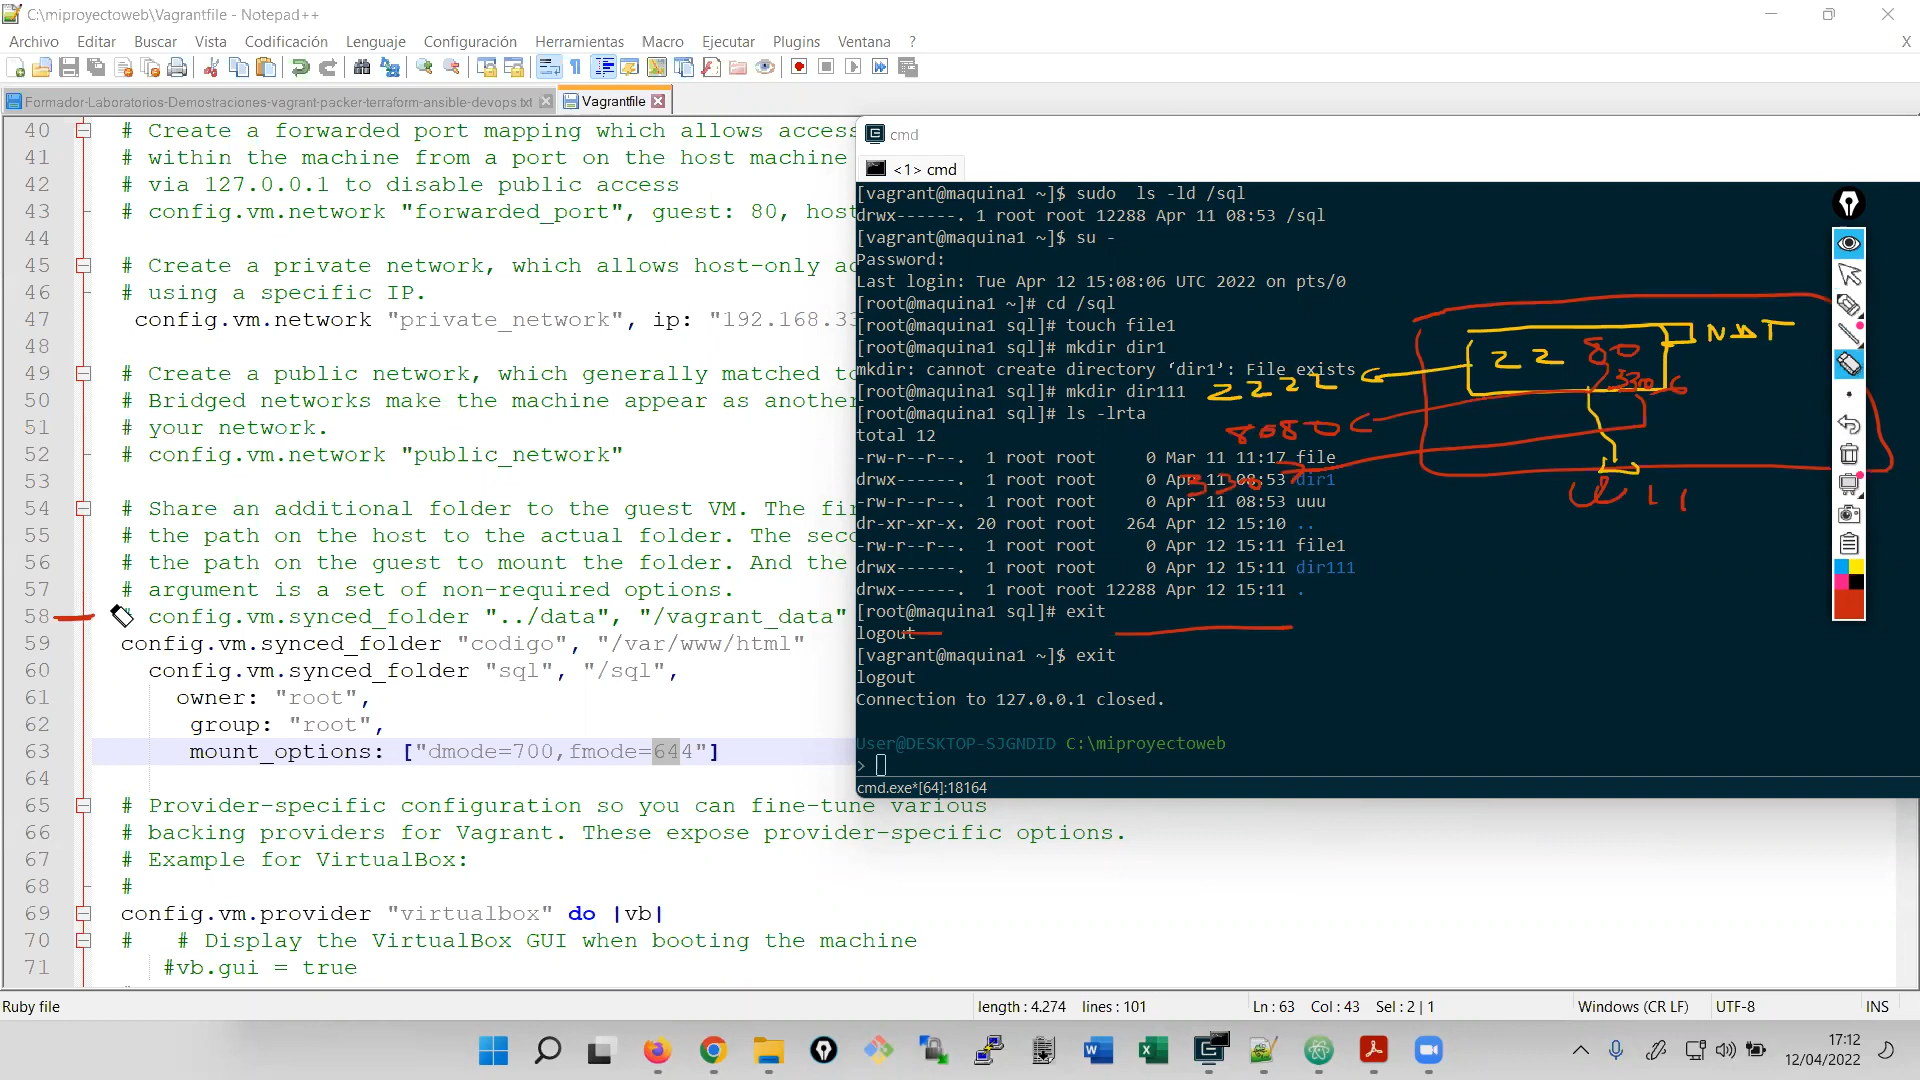 C:\miproyectoweb\Vagrantfile - Notepad++
Archivo Editar Buscar Vista Codificación Lenguaje Formato Configuración Herramientas Macro Ejecutar Plugins Ventana ? X
Formador-Laboratorios-Demostraciones-vagrant-packer-terraform-ansible-devops.txt Vagrantfile
40 # Create a forwarded port mapping which allows access
41 # within the machine from a port on the host machine
42 # via 127.0.0.1 to disable public access
43 # config.vm.network "forwarded_port", guest: 80, host
44
45 # Create a private network, which allows host-only ac
46 # using a specific IP.
47 config.vm.network "private_network", ip: "192.168.33
48
49 # Create a public network, which generally matched to
50 # Bridged networks make the machine appear as another
51 # your network.
52 # config.vm.network "public_network"
53
54 # Share an additional folder to the guest VM. The fir
55 # the path on the host to the actual folder. The seco
56 # the path on the guest to mount the folder. And the
57 # argument is a set of non-required options.
58 config.vm.synced_folder "../data", "/vagrant_data"
59 config.vm.synced_folder "codigo", "/var/www/html"
60 config.vm.synced_folder "sql", "/sql",
61 owner: "root",
62 group: "root",
63 mount_options: ["dmode=700,fmode=644"]
64
65 # Provider-specific configuration so you can fine-tune various
66 # backing providers for Vagrant. These expose provider-specific options.
67 # Example for VirtualBox:
68 #
69 config.vm.provider "virtualbox" do |vb|
70 # # Display the VirtualBox GUI when booting the machine
71 #vb.gui = true
cmd
<1> cmd
[vagrant@maquina1 ~]$ sudo  ls -ld /sql
drwx------. 1 root root 12288 Apr 11 08:53 /sql
[vagrant@maquina1 ~]$ su -
Password:
Last login: Tue Apr 12 15:08:06 UTC 2022 on pts/0
[root@maquina1 ~]# cd /sql
[root@maquina1 sql]# touch file1
[root@maquina1 sql]# mkdir dir1
mkdir: cannot create directory ‘dir1’: File exists
[root@maquina1 sql]# mkdir dir111
[root@maquina1 sql]# ls -lrta
total 12
-rw-r--r--.  1 root root     0 Mar 11 11:17 file
drwx------.  1 root root     0 Apr 11 08:53 dir1
-rw-r--r--.  1 root root     0 Apr 11 08:53 uuu
dr-xr-xr-x. 20 root root   264 Apr 12 15:10 ..
-rw-r--r--.  1 root root     0 Apr 12 15:11 file1
drwx------.  1 root root     0 Apr 12 15:11 dir111
drwx------.  1 root root 12288 Apr 12 15:11 .
[root@maquina1 sql]# exit
logout
[vagrant@maquina1 ~]$ exit
logout
Connection to 127.0.0.1 closed.
User@DESKTOP-SJGNDID C:\miproyectoweb
>
cmd.exe*[64]:18164
NAT
22 80
3306
2222
8080
Ruby file length : 4.274 lines : 101 Ln : 63 Col : 43 Sel : 2 | 1 Windows (CR LF) UTF-8 INS
17:12
12/04/2022